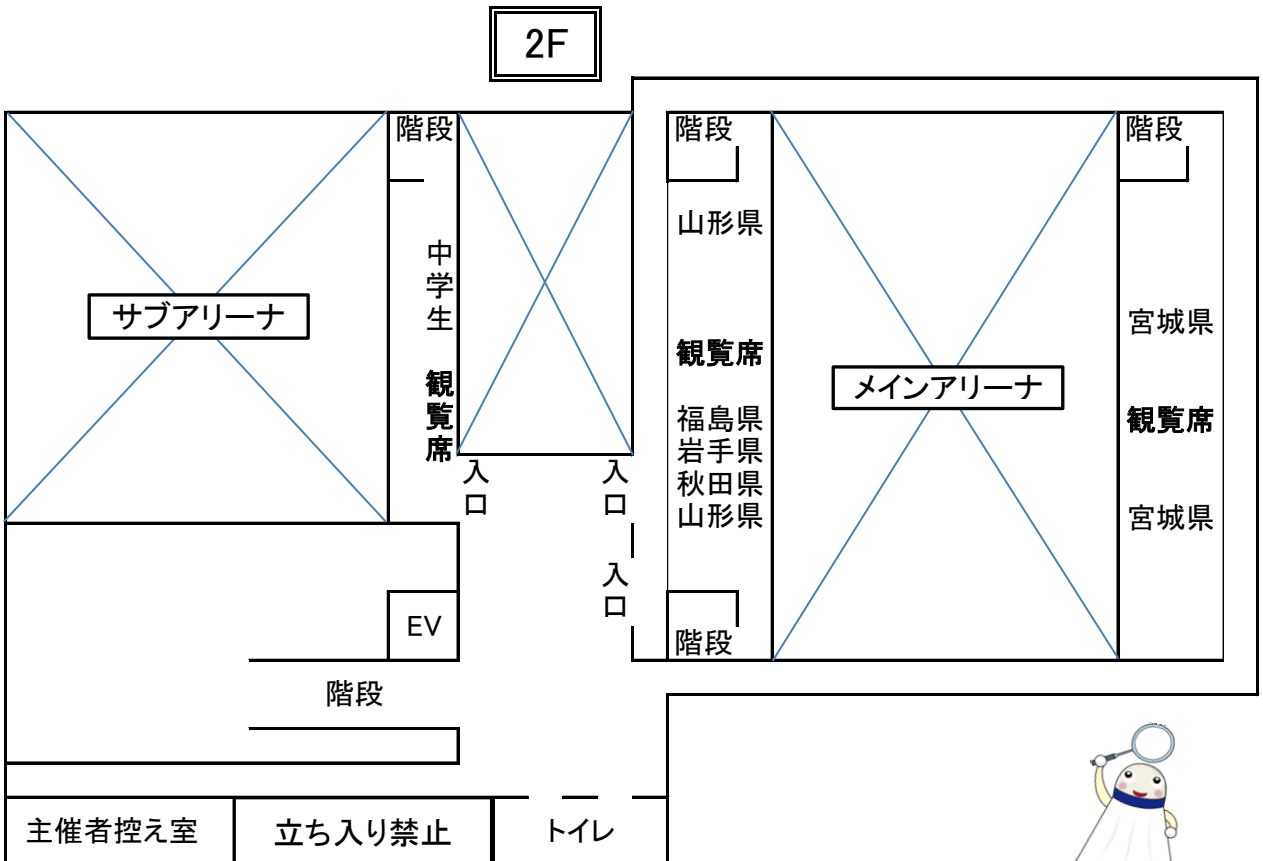 2F
階段
階段
階段
山形県
中学生 観覧席
サブアリーナ
宮城県
観覧席
メインアリーナ
福島県
岩手県
秋田県
山形県
観覧席
宮城県
入口
入口
入口
EV
階段
階段
主催者控え室
立ち入り禁止
トイレ